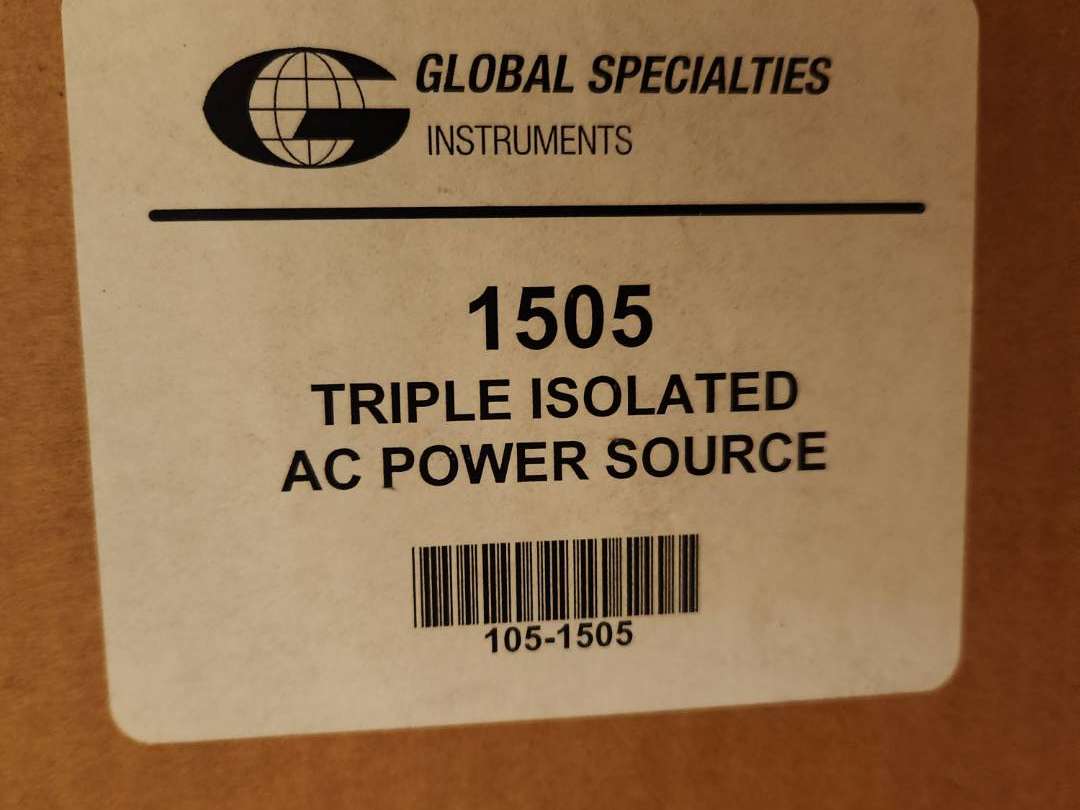 GLOBAL SPECIALTIES
INSTRUMENTS
1505
TRIPLE ISOLATED
AC POWER SOURCE
105-1505